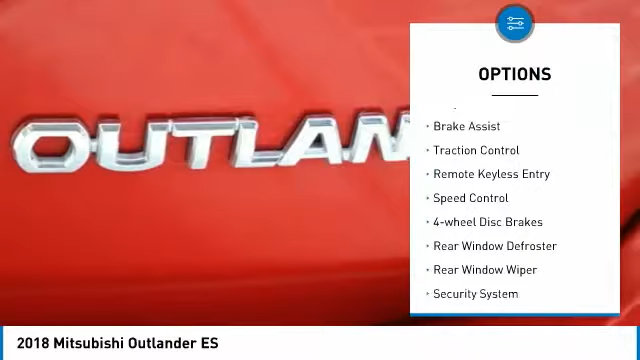 OUTLAN
OPTIONS
Brake Assist
Traction Control
Remote Keyless Entry
Speed Control
4-wheel Disc Brakes
Rear Window Defroster
Rear Window Wiper
Security System
2018 Mitsubishi Outlander ES